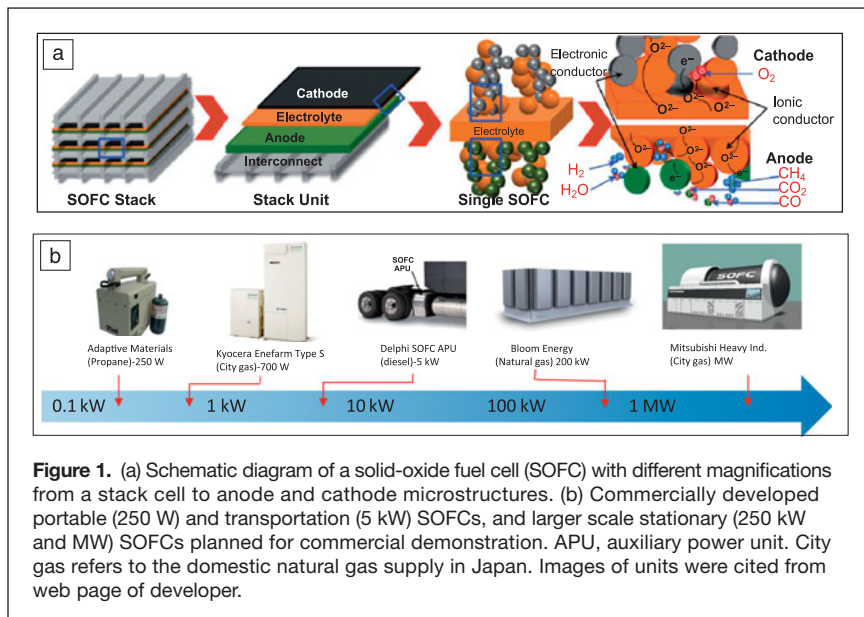 a
Electronic
conductor
Cathode
O₂
Ionic
conductor
Anode
O²⁻
O²⁻
O²⁻
O²⁻
O²⁻
O²⁻
O²⁻
O²⁻
e⁻
e⁻
e⁻
H₂
H₂O
CH₄
CO₂
CO
Cathode
Electrolyte
Anode
Interconnect
Electrolyte
SOFC Stack
Stack Unit
Single SOFC
b
SOFC
APU
SOFC
Adaptive Materials
(Propane)-250 W
Kyocera Enefarm Type S
(City gas)-700 W
Delphi SOFC APU
(diesel)-5 kW
Bloom Energy
(Natural gas) 200 kW
Mitsubishi Heavy Ind.
(City gas) MW
0.1 kW
1 kW
10 kW
100 kW
1 MW
Figure 1. (a) Schematic diagram of a solid-oxide fuel cell (SOFC) with different magnifications
from a stack cell to anode and cathode microstructures. (b) Commercially developed
portable (250 W) and transportation (5 kW) SOFCs, and larger scale stationary (250 kW
and MW) SOFCs planned for commercial demonstration. APU, auxiliary power unit. City
gas refers to the domestic natural gas supply in Japan. Images of units were cited from
web page of developer.